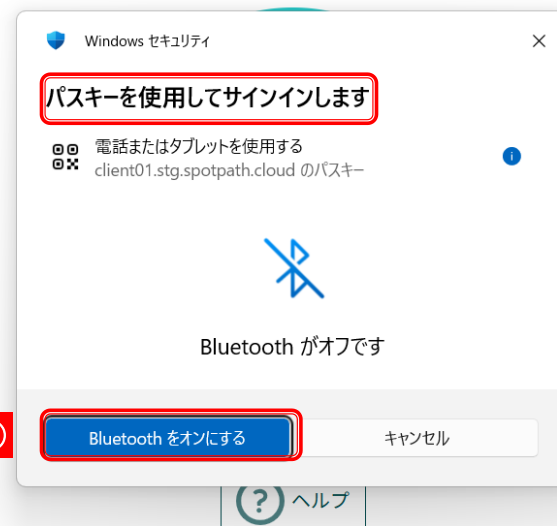 Windows セキュリティ
パスキーを使用してサインインします
電話またはタブレットを使用する
client01.stg.spotpath.cloud のパスキー
Bluetooth がオフです
Bluetooth をオンにする
キャンセル
ヘルプ